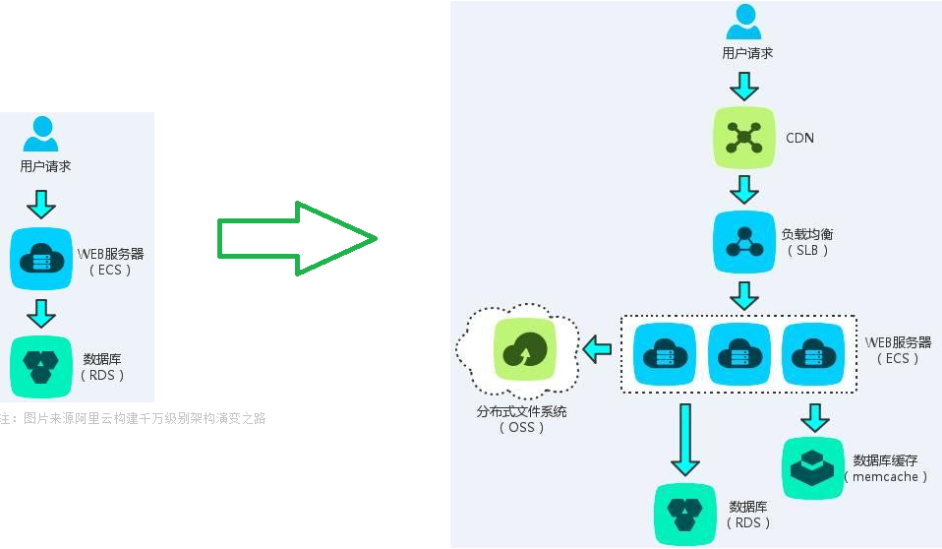 用户请求
WEB服务器
（ECS）
数据库
（RDS）
注：图片来源阿里云构建千万级别架构演变之路
用户请求
CDN
负载均衡
（SLB）
WEB服务器
（ECS）
分布式文件系统
（OSS）
数据库缓存
（memcache）
数据库
（RDS）